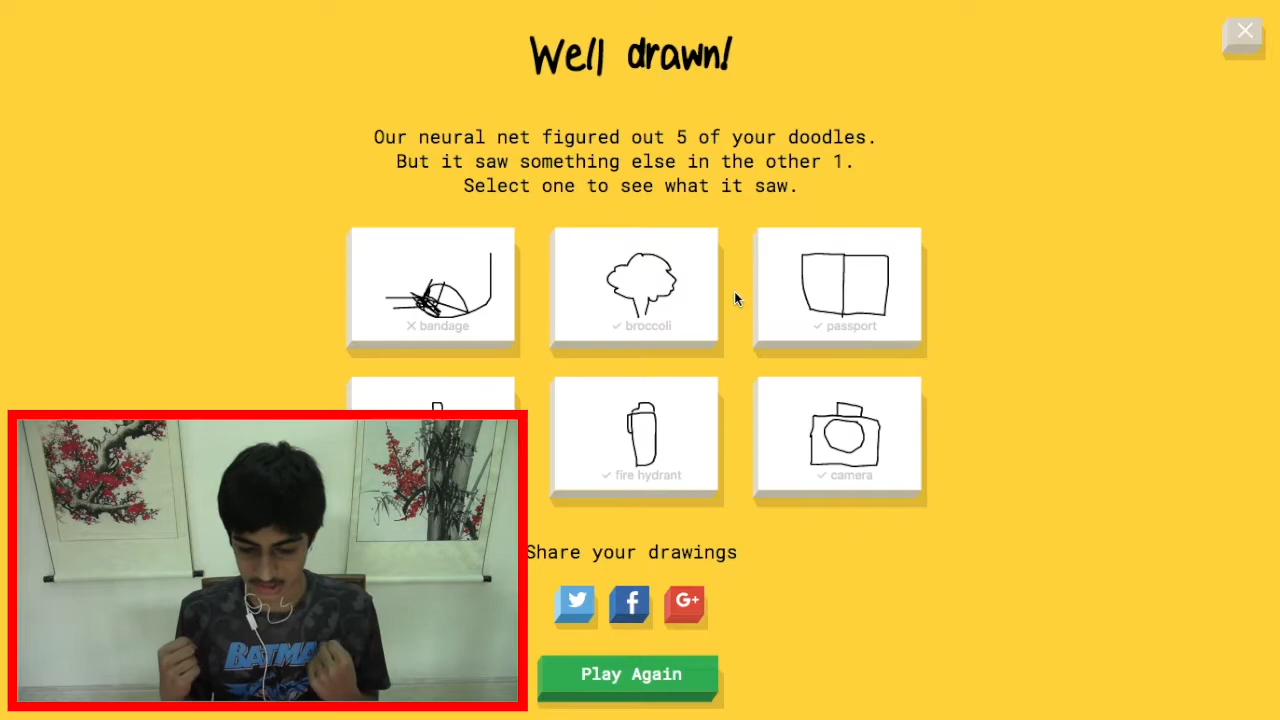 Well drawn!
Our neural net figured out 5 of your doodles.
But it saw something else in the other 1.
Select one to see what it saw.
✕ bandage
✓ broccoli
✓ passport
✓ fire hydrant
✓ camera
Share your drawings
G+
Play Again
BATMA